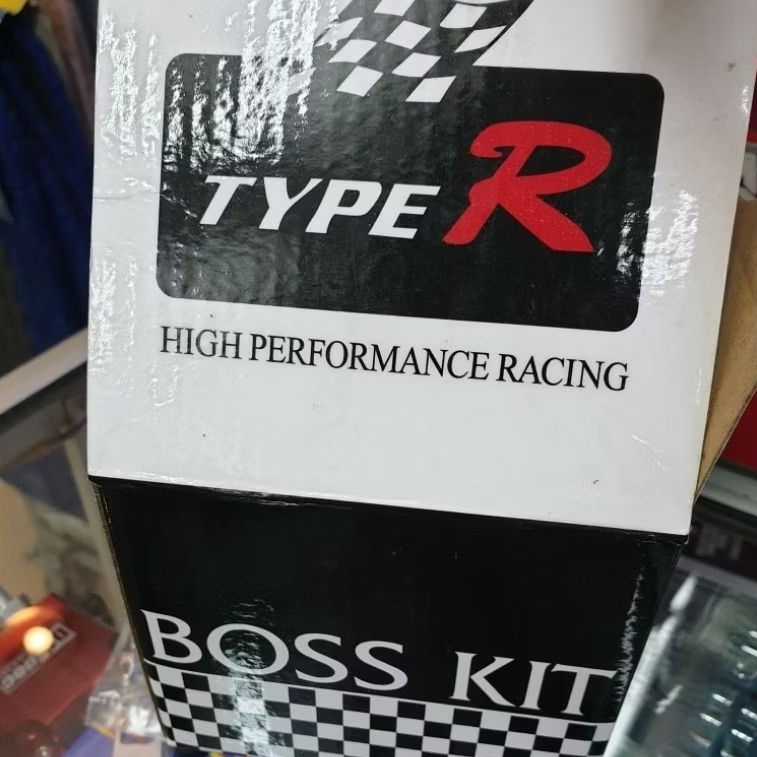 TYPE R
HIGH PERFORMANCE RACING
BOSS KIT